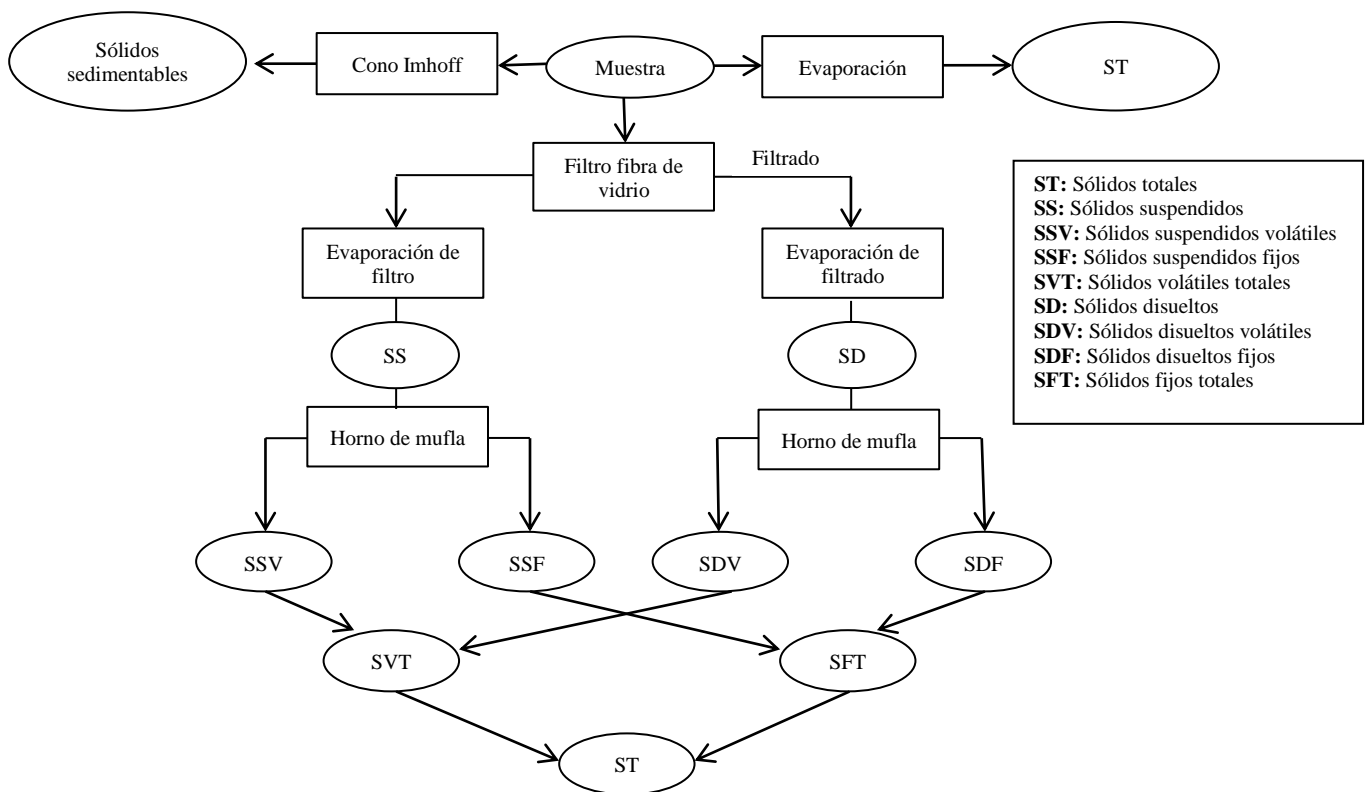 Sólidos
sedimentables
Cono Imhoff
Muestra
Evaporación
ST
Filtro fibra de
vidrio
Filtrado
ST: Sólidos totales
SS: Sólidos suspendidos
SSV: Sólidos suspendidos volátiles
SSF: Sólidos suspendidos fijos
SVT: Sólidos volátiles totales
SD: Sólidos disueltos
SDV: Sólidos disueltos volátiles
SDF: Sólidos disueltos fijos
SFT: Sólidos fijos totales
Evaporación de
filtro
Evaporación de
filtrado
SS
SD
Horno de mufla
Horno de mufla
SSV
SSF
SDV
SDF
SVT
SFT
ST